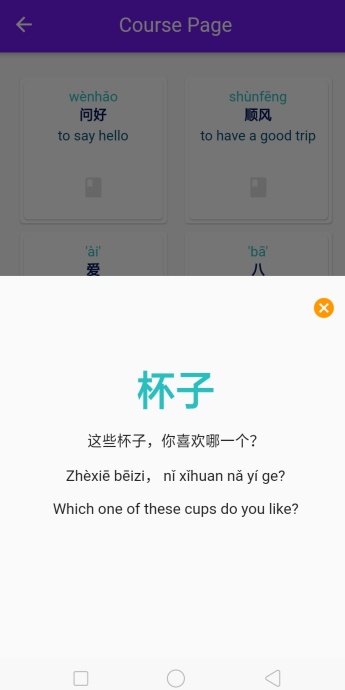 Course Page
wènhǎo
问好
to say hello
shùnfēng
顺风
to have a good trip
'ài'
爱
'bā'
八
杯子
这些杯子，你喜欢哪一个？
Zhèxiē bēizi， nǐ xǐhuan nǎ yí ge?
Which one of these cups do you like?